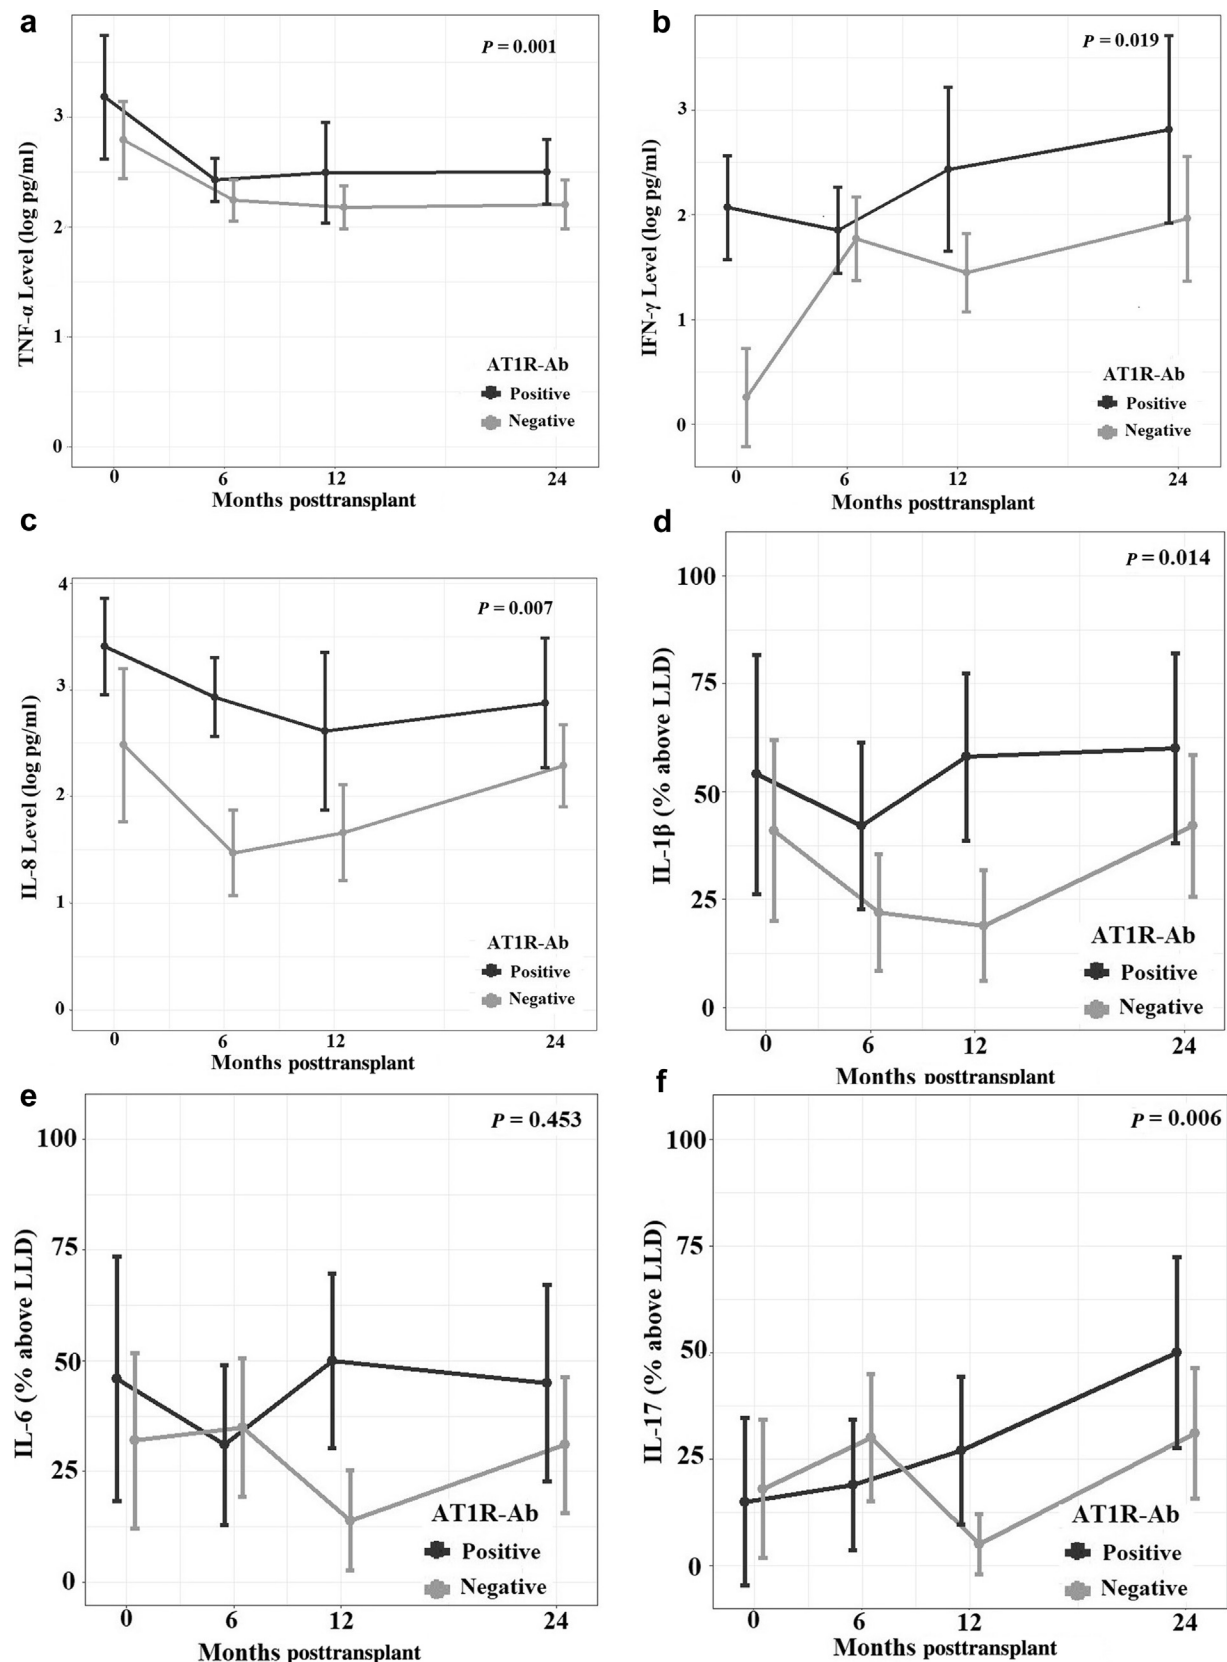 a
P = 0.001
TNF-α Level (log pg/ml)
3
2
1
0
AT1R-Ab
Positive
Negative
0 6 12 24
Months posttransplant
b
P = 0.019
IFN-γ Level (log pg/ml)
3
2
1
0
AT1R-Ab
Positive
Negative
0 6 12 24
Months posttransplant
c
P = 0.007
IL-8 Level (log pg/ml)
4
3
2
1
0
AT1R-Ab
Positive
Negative
0 6 12 24
Months posttransplant
d
P = 0.014
IL-1β (% above LLD)
100
75
50
25
0
AT1R-Ab
Positive
Negative
0 6 12 24
Months posttransplant
e
P = 0.453
IL-6 (% above LLD)
100
75
50
25
0
AT1R-Ab
Positive
Negative
0 6 12 24
Months posttransplant
f
P = 0.006
IL-17 (% above LLD)
100
75
50
25
0
AT1R-Ab
Positive
Negative
0 6 12 24
Months posttransplant